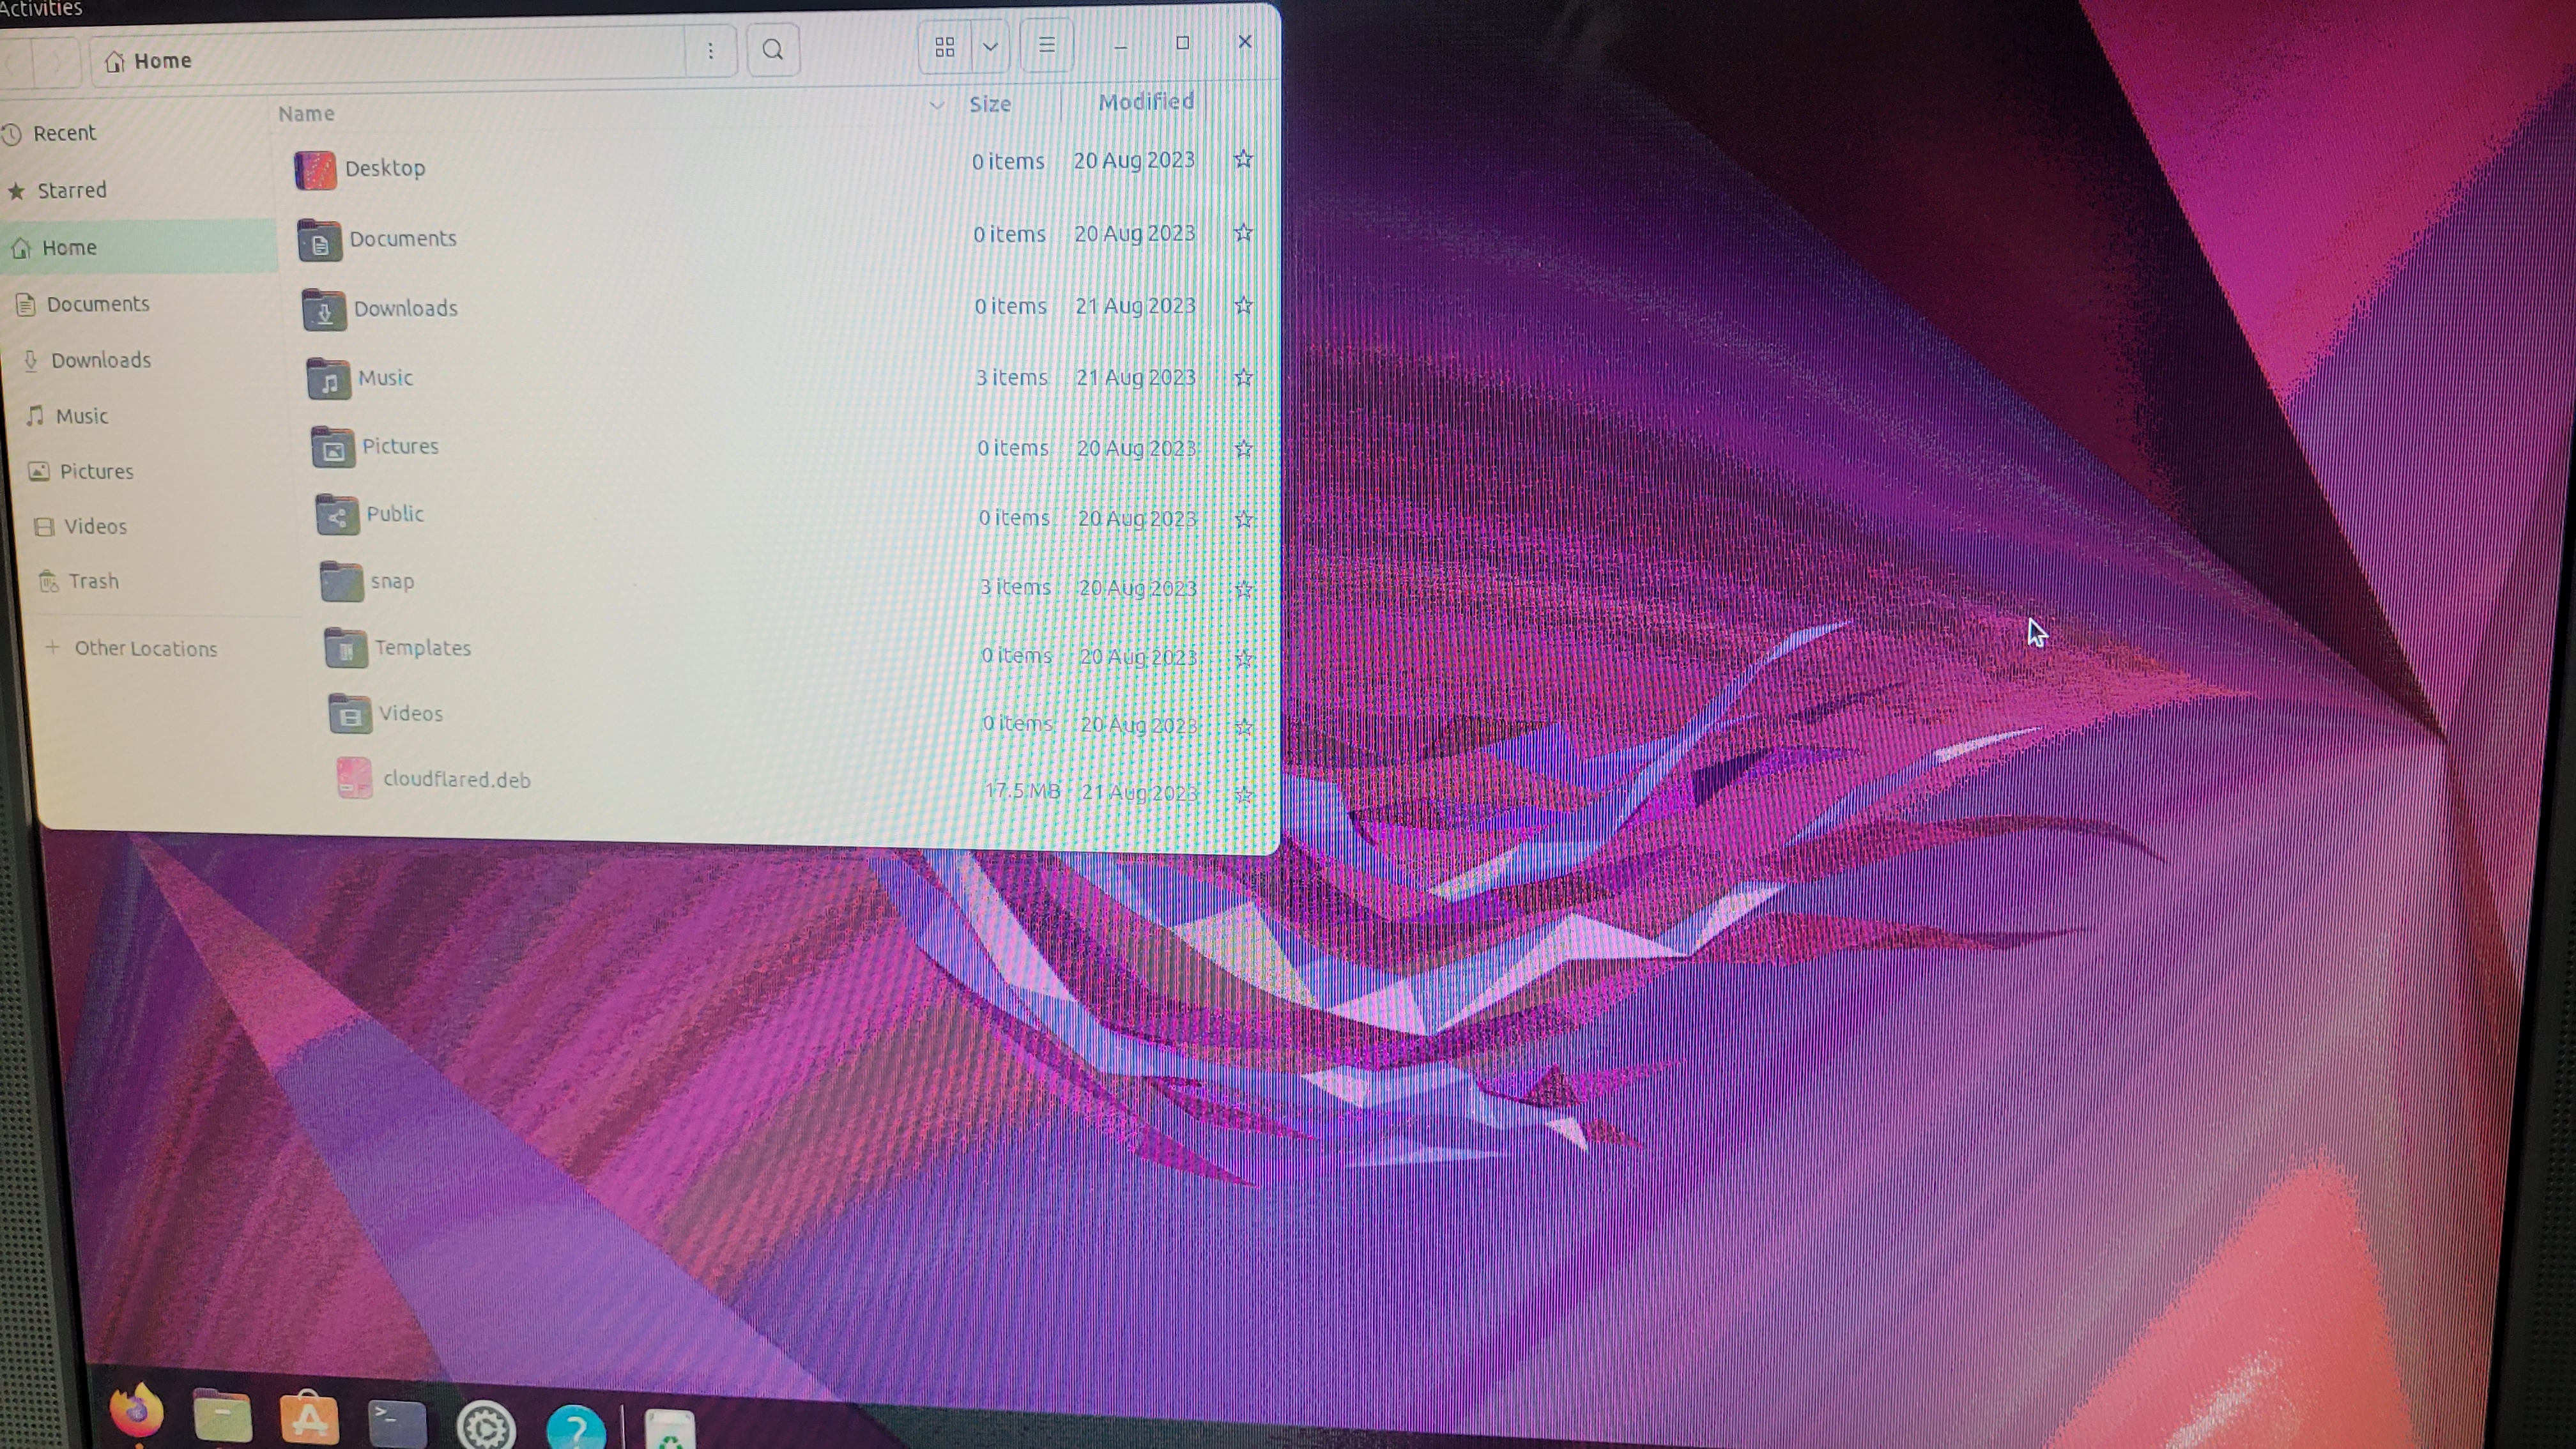 Activities
Home
Name Size Modified
Recent
Starred
Home
Documents
Downloads
Music
Pictures
Videos
Trash
Other Locations
Desktop 0 items 20 Aug 2023
Documents 0 items 20 Aug 2023
Downloads 0 items 21 Aug 2023
Music 3 items 21 Aug 2023
Pictures 0 items 20 Aug 2023
Public 0 items 20 Aug 2023
snap 3 items 20 Aug 2023
Templates 0 items 20 Aug 2023
Videos 0 items 20 Aug 2023
cloudflared.deb 17.5 MB 21 Aug 2023